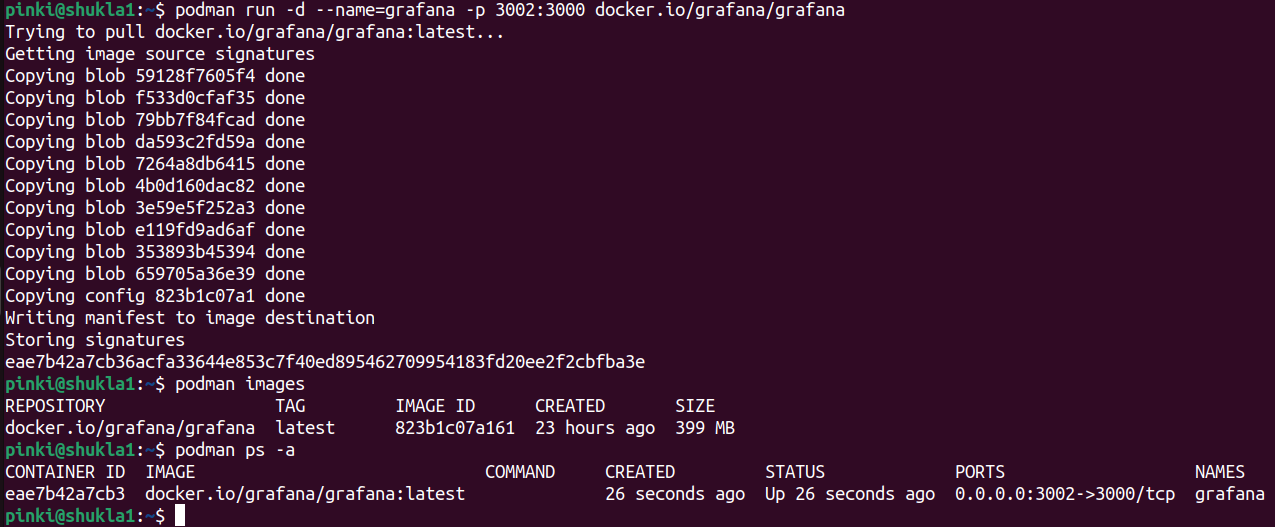 pinki@shukla1:~$ podman run -d --name=grafana -p 3002:3000 docker.io/grafana/grafana
Trying to pull docker.io/grafana/grafana:latest...
Getting image source signatures
Copying blob 59128f7605f4 done
Copying blob f533d0cfaf35 done
Copying blob 79bb7f84fcad done
Copying blob da593c2fd59a done
Copying blob 7264a8db6415 done
Copying blob 4b0d160dac82 done
Copying blob 3e59e5f252a3 done
Copying blob e119fd9ad6af done
Copying blob 353893b45394 done
Copying blob 659705a36e39 done
Copying config 823b1c07a1 done
Writing manifest to image destination
Storing signatures
eae7b42a7cb36acfa33644e853c7f40ed895462709954183fd20ee2f2cbfba3e
pinki@shukla1:~$ podman images
REPOSITORY                 TAG         IMAGE ID      CREATED       SIZE
docker.io/grafana/grafana  latest      823b1c07a161  23 hours ago  399 MB
pinki@shukla1:~$ podman ps -a
CONTAINER ID  IMAGE                             COMMAND     CREATED         STATUS             PORTS                   NAMES
eae7b42a7cb3  docker.io/grafana/grafana:latest              26 seconds ago  Up 26 seconds ago  0.0.0.0:3002->3000/tcp  grafana
pinki@shukla1:~$